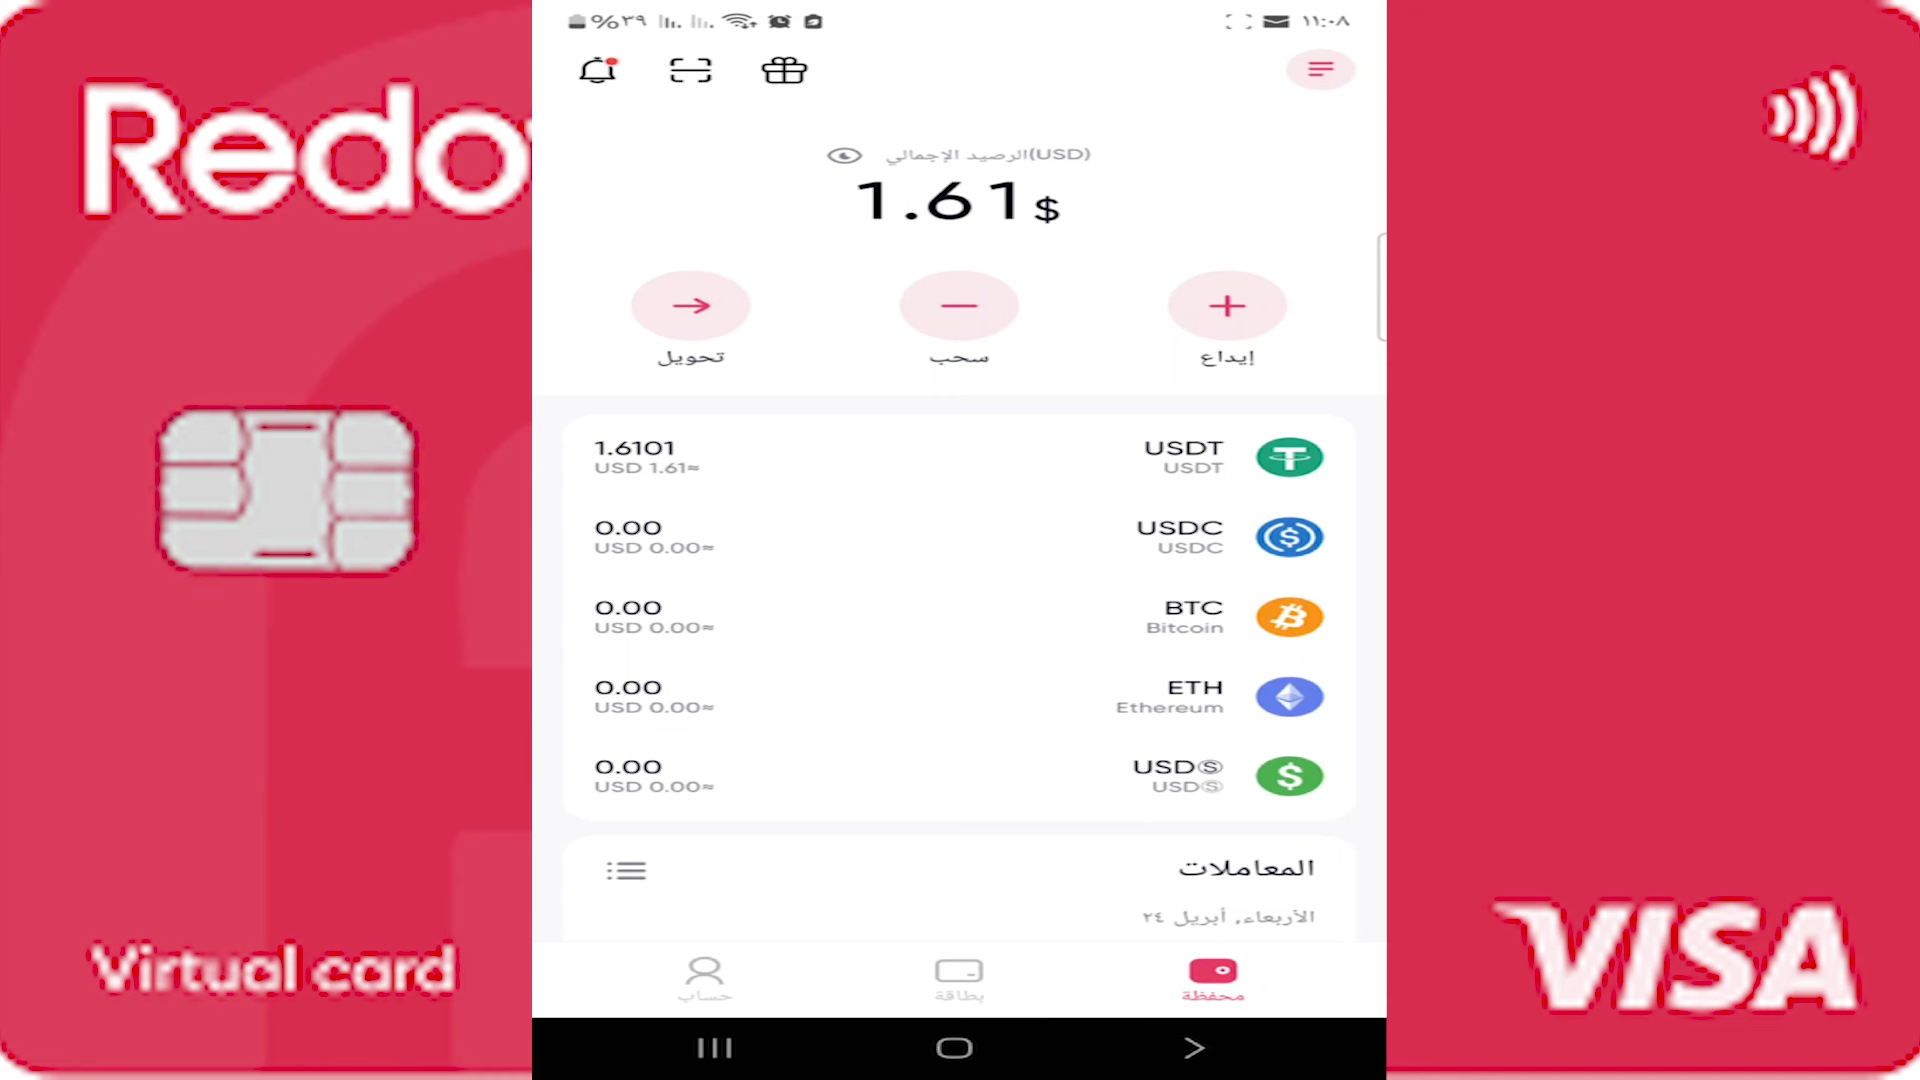 %٣٩
١١:٠٨
Redo
الرصيد الإجمالي(USD)
1.61$
إيداع
سحب
تحويل
USDT
1.6101
USDT
USD 1.61≈
USDC
0.00
USDC
USD 0.00≈
BTC
0.00
Bitcoin
USD 0.00≈
ETH
0.00
Ethereum
USD 0.00≈
USDⓈ
0.00
USDⓈ
USD 0.00≈
المعاملات
الأربعاء, أبريل ٢٤
محفظة
بطاقة
حساب
Virtual card
VISA